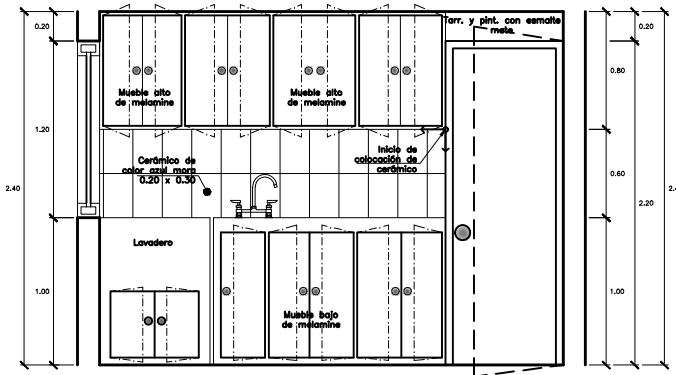 0.20
Tarr. y pint. con esmalte
mate.
0.20
Mueble alto
de melamine
Mueble alto
de melamine
0.80
1.20
Inicio de
colocación de
cerámico
Cerámico de
color azul mora
0.20 x 0.30
0.60
2.40
2.20
Lavadero
1.00
1.00
Mueble bajo
de melamine